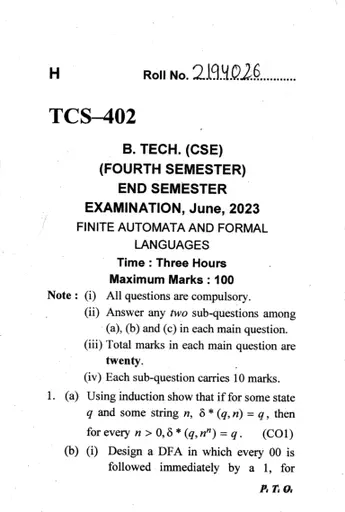 H Roll No. 2194026
TCS–402
B. TECH. (CSE)
(FOURTH SEMESTER)
END SEMESTER
EXAMINATION, June, 2023
FINITE AUTOMATA AND FORMAL
LANGUAGES
Time : Three Hours
Maximum Marks : 100
Note : (i) All questions are compulsory.
(ii) Answer any two sub-questions among
(a), (b) and (c) in each main question.
(iii) Total marks in each main question are
twenty.
(iv) Each sub-question carries 10 marks.
1. (a) Using induction show that if for some state
q and some string n, δ * (q, n) = q , then
for every n > 0, δ * (q, nⁿ) = q . (CO1)
(b) (i) Design a DFA in which every 00 is
followed immediately by a 1, for
P. T. O.